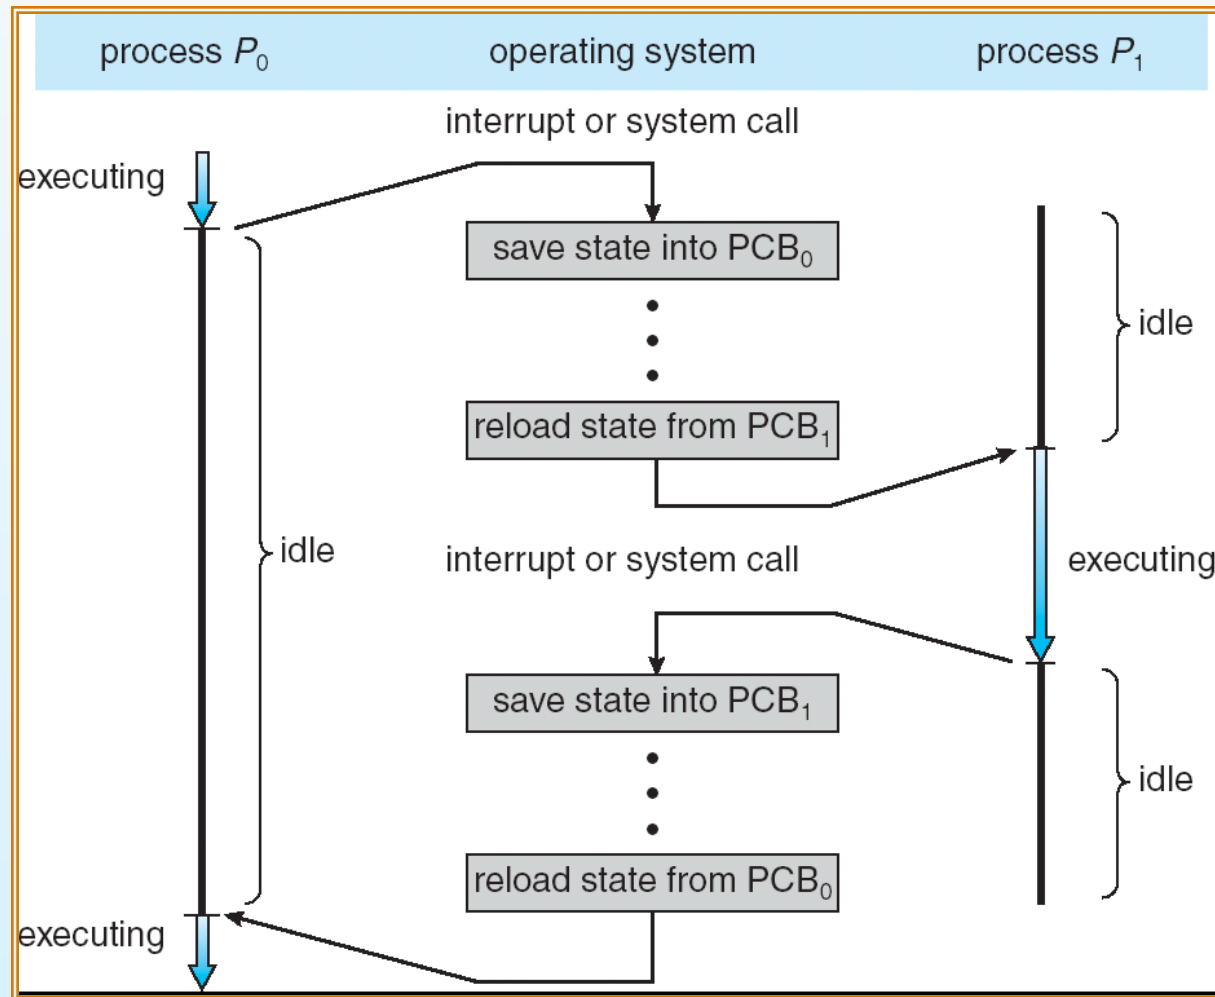 process P₀ operating system process P₁
interrupt or system call
executing
save state into PCB₀
idle
reload state from PCB₁
idle
interrupt or system call
executing
save state into PCB₁
idle
reload state from PCB₀
executing